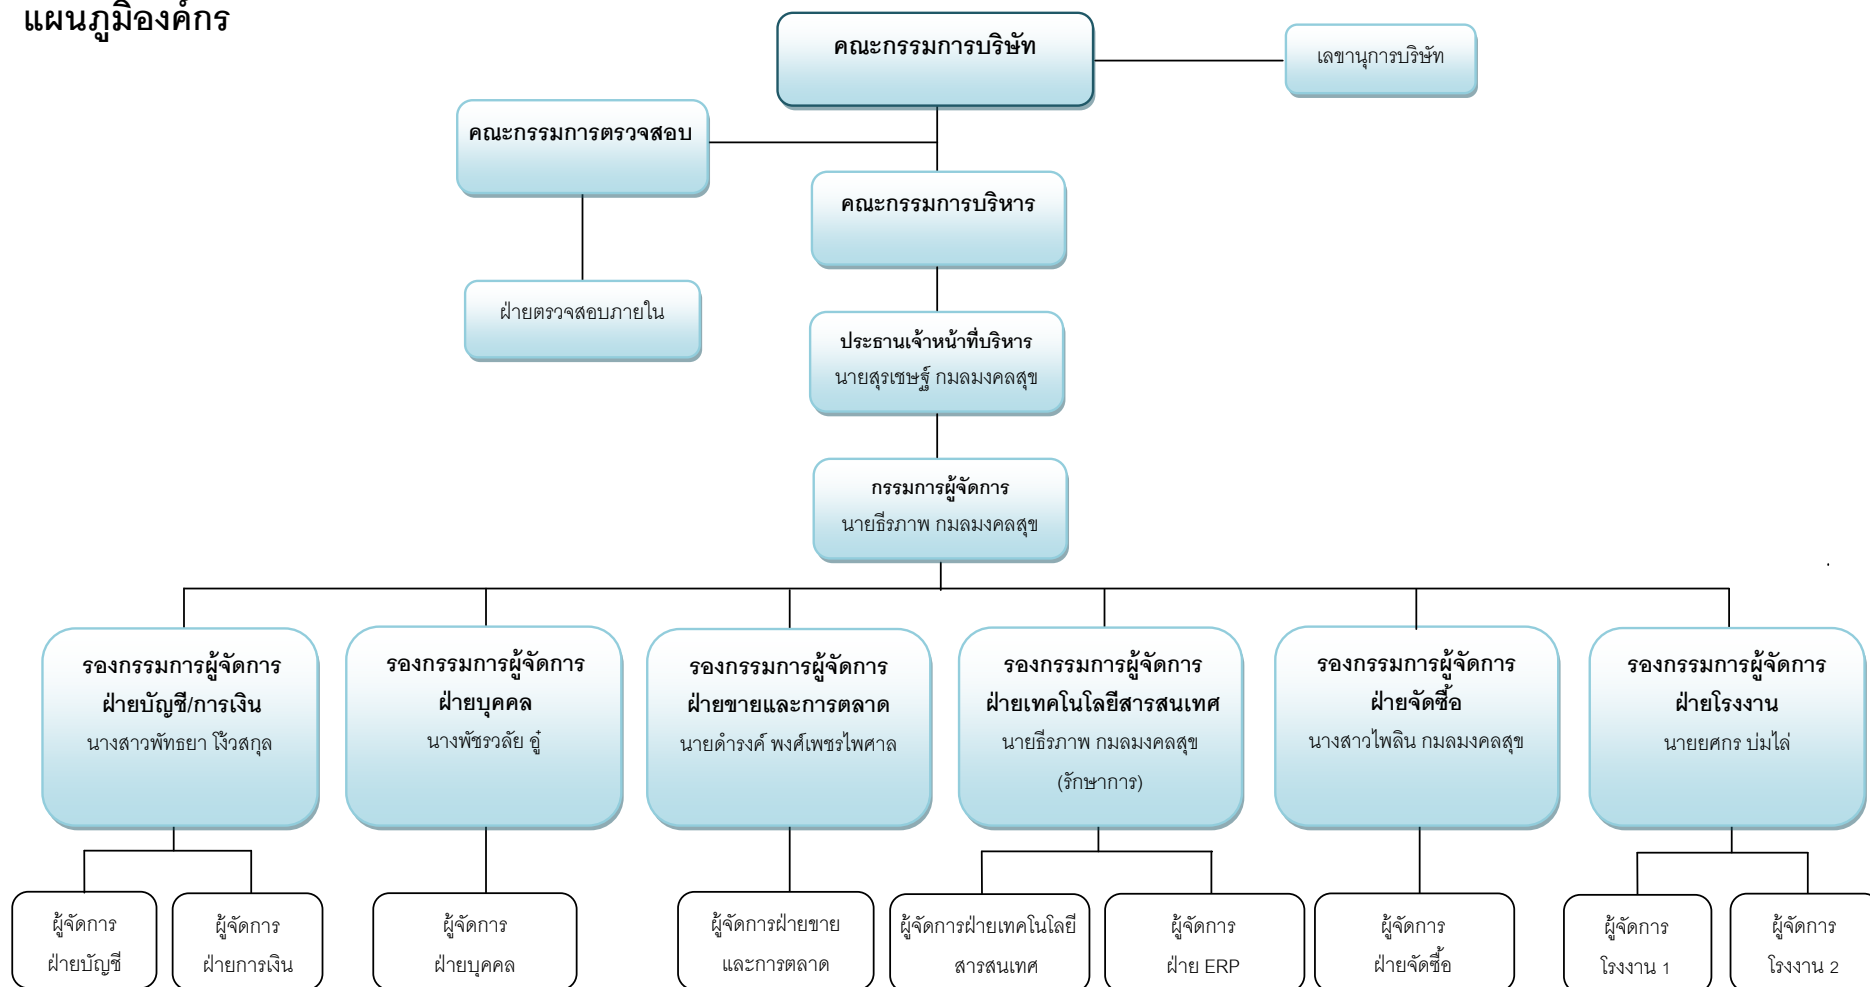 แผนภูมิองค์กร
คณะกรรมการบริษัท
เลขานุการบริษัท
คณะกรรมการตรวจสอบ
คณะกรรมการบริหาร
ฝ่ายตรวจสอบภายใน
ประธานเจ้าหน้าที่บริหาร
นายสุรเชษฐ์ กมลมงคลสุข
กรรมการผู้จัดการ
นายธีรภาพ กมลมงคลสุข
รองกรรมการผู้จัดการ
ฝ่ายบัญชี/การเงิน
นางสาวพัทธยา โง้วสกุล
รองกรรมการผู้จัดการ
ฝ่ายบุคคล
นางพัชรวลัย อู๋
รองกรรมการผู้จัดการ
ฝ่ายขายและการตลาด
นายดำรงค์ พงศ์เพชรไพศาล
รองกรรมการผู้จัดการ
ฝ่ายเทคโนโลยีสารสนเทศ
นายธีรภาพ กมลมงคลสุข
(รักษาการ)
รองกรรมการผู้จัดการ
ฝ่ายจัดซื้อ
นางสาวไพลิน กมลมงคลสุข
รองกรรมการผู้จัดการ
ฝ่ายโรงงาน
นายยศกร บ่มไล่
ผู้จัดการ
ฝ่ายบัญชี
ผู้จัดการ
ฝ่ายการเงิน
ผู้จัดการ
ฝ่ายบุคคล
ผู้จัดการฝ่ายขาย
และการตลาด
ผู้จัดการฝ่ายเทคโนโลยี
สารสนเทศ
ผู้จัดการ
ฝ่าย ERP
ผู้จัดการ
ฝ่ายจัดซื้อ
ผู้จัดการ
โรงงาน 1
ผู้จัดการ
โรงงาน 2